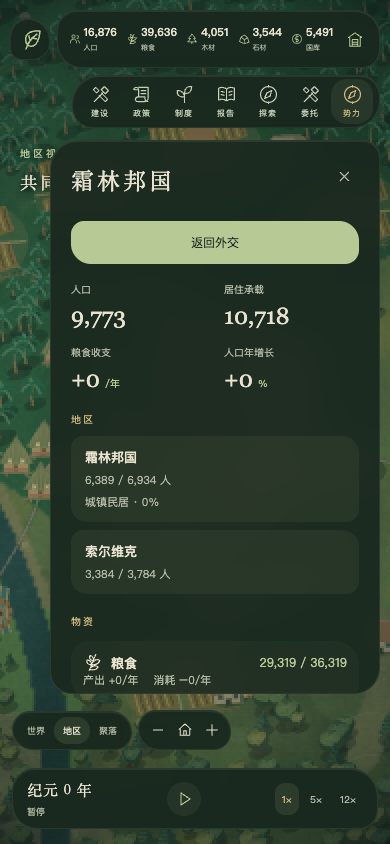 16,876
人口
39,636
粮食
4,051
木材
3,544
石材
5,491
国库
建设
政策
制度
报告
探索
委托
势力
地区视
共同
霜林邦国
返回外交
人口
居住承载
9,773
10,718
粮食收支
人口年增长
+0 /年
+0 %
地区
霜林邦国
6,389 / 6,934 人
城镇民居 · 0%
索尔维克
3,384 / 3,784 人
物资
粮食
29,319 / 36,319
产出 +0/年 消耗 −0/年
世界
地区
聚落
纪元 0 年
暂停
1×
5×
12×